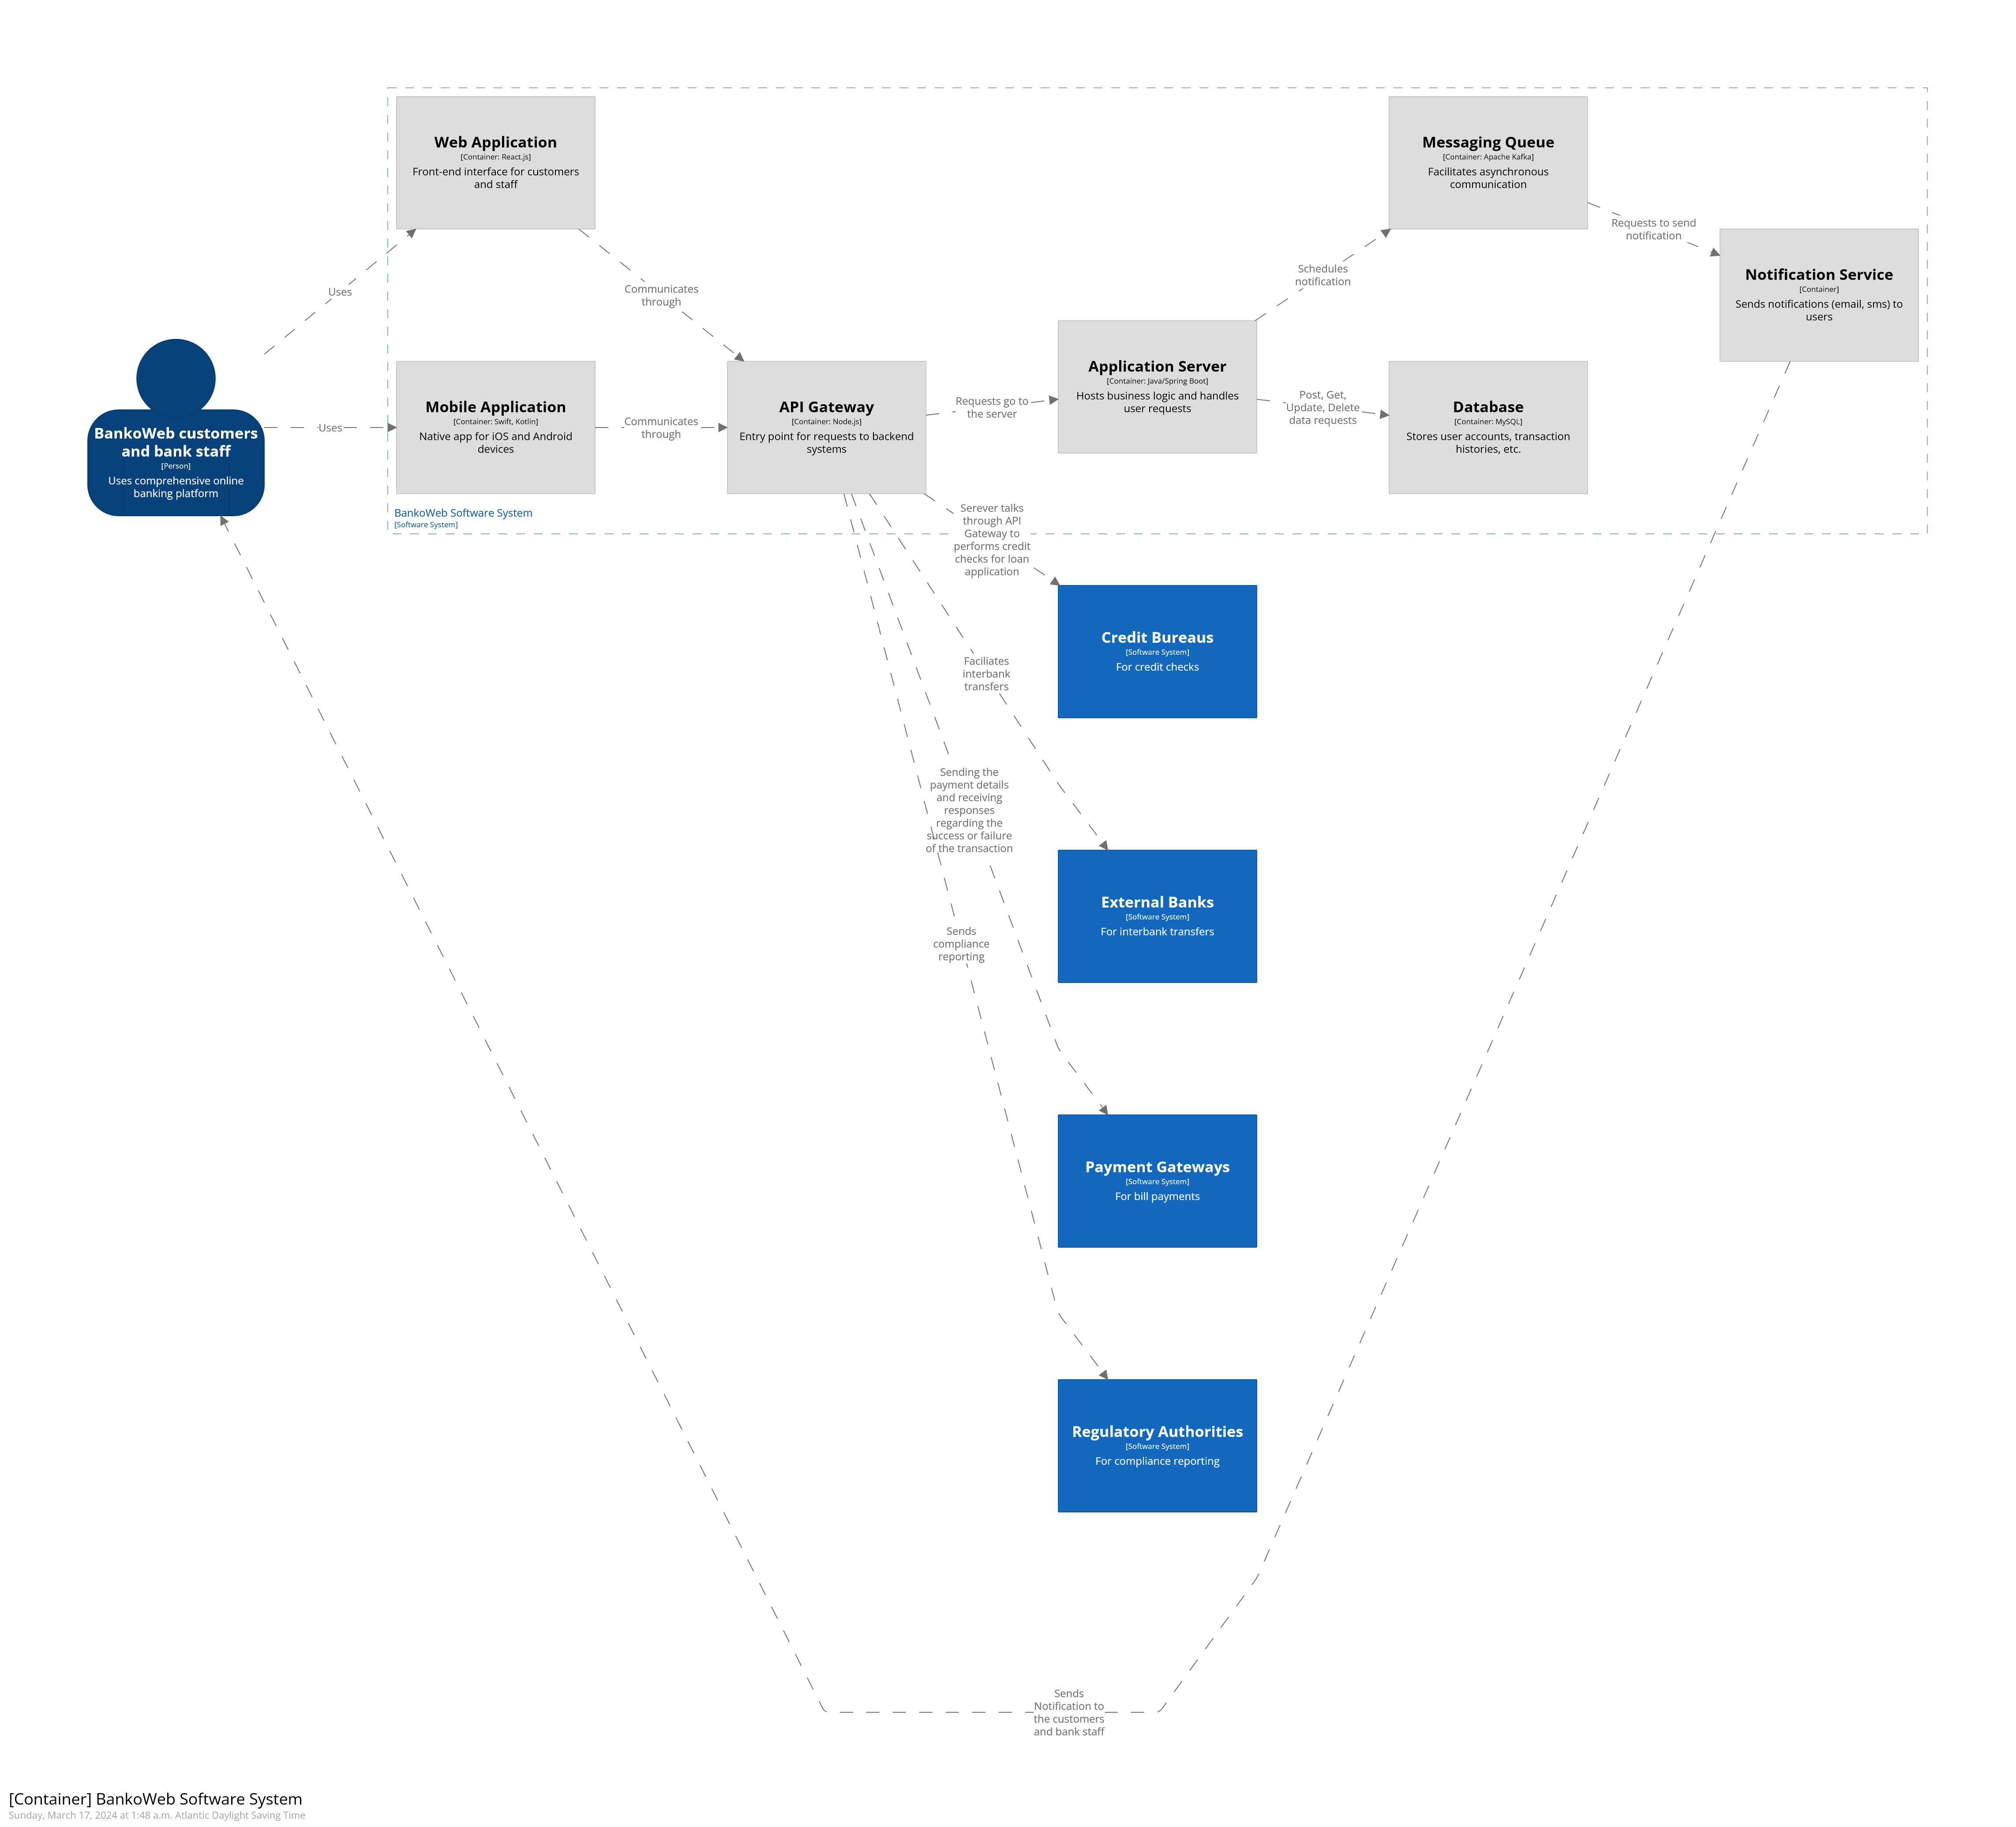 Web Application
[Container: React.js]
Front-end interface for customers
and staff
Messaging Queue
[Container: Apache Kafka]
Facilitates asynchronous
communication
Requests to send
notification
Notification Service
[Container]
Sends notifications (email, sms) to
users
Schedules
notification
Uses
Communicates
through
BankoWeb customers
and bank staff
[Person]
Uses comprehensive online
banking platform
Uses
Mobile Application
[Container: Swift, Kotlin]
Native app for iOS and Android
devices
Communicates
through
API Gateway
[Container: Node.js]
Entry point for requests to backend
systems
Requests go to
the server
Application Server
[Container: Java/Spring Boot]
Hosts business logic and handles
user requests
Post, Get,
Update, Delete
data requests
Database
[Container: MySQL]
Stores user accounts, transaction
histories, etc.
BankoWeb Software System
[Software System]
Serever talks
through API
Gateway to
performs credit
checks for loan
application
Credit Bureaus
[Software System]
For credit checks
Faciliates
interbank
transfers
Sending the
payment details
and receiving
responses
regarding the
success or failure
of the transaction
External Banks
[Software System]
For interbank transfers
Sends
compliance
reporting
Payment Gateways
[Software System]
For bill payments
Regulatory Authorities
[Software System]
For compliance reporting
Sends
Notification to
the customers
and bank staff
[Container] BankoWeb Software System
Sunday, March 17, 2024 at 1:48 a.m. Atlantic Daylight Saving Time